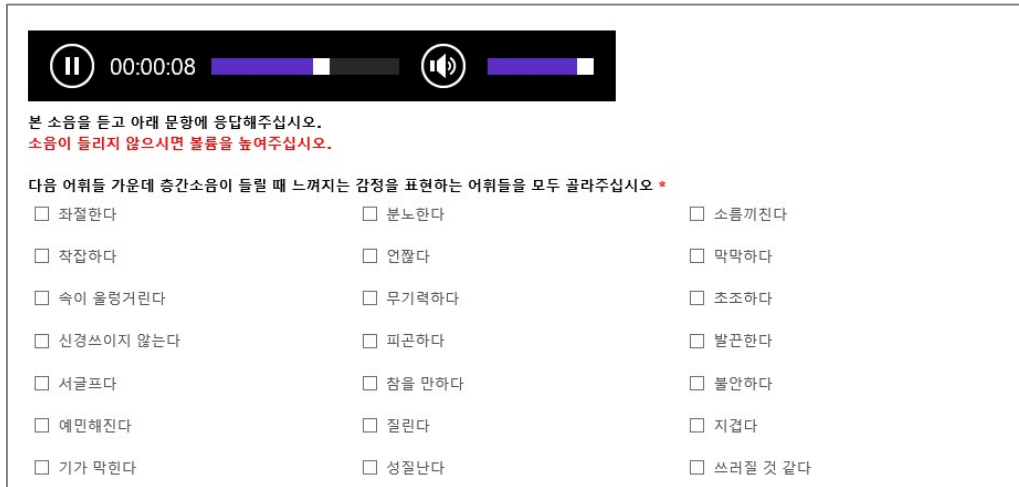 00:00:08
본 소음을 듣고 아래 문항에 응답해주십시오.
소음이 들리지 않으시면 볼륨을 높여주십시오.
다음 어휘들 가운데 층간소음이 들릴 때 느껴지는 감정을 표현하는 어휘들을 모두 골라주십시오 *
좌절한다 분노한다 소름끼친다
착잡하다 언짢다 막막하다
속이 울렁거린다 무기력하다 초조하다
신경쓰이지 않는다 피곤하다 발끈한다
서글프다 참을 만하다 불안하다
예민해진다 질린다 지겹다
기가 막힌다 성질난다 쓰러질 것 같다